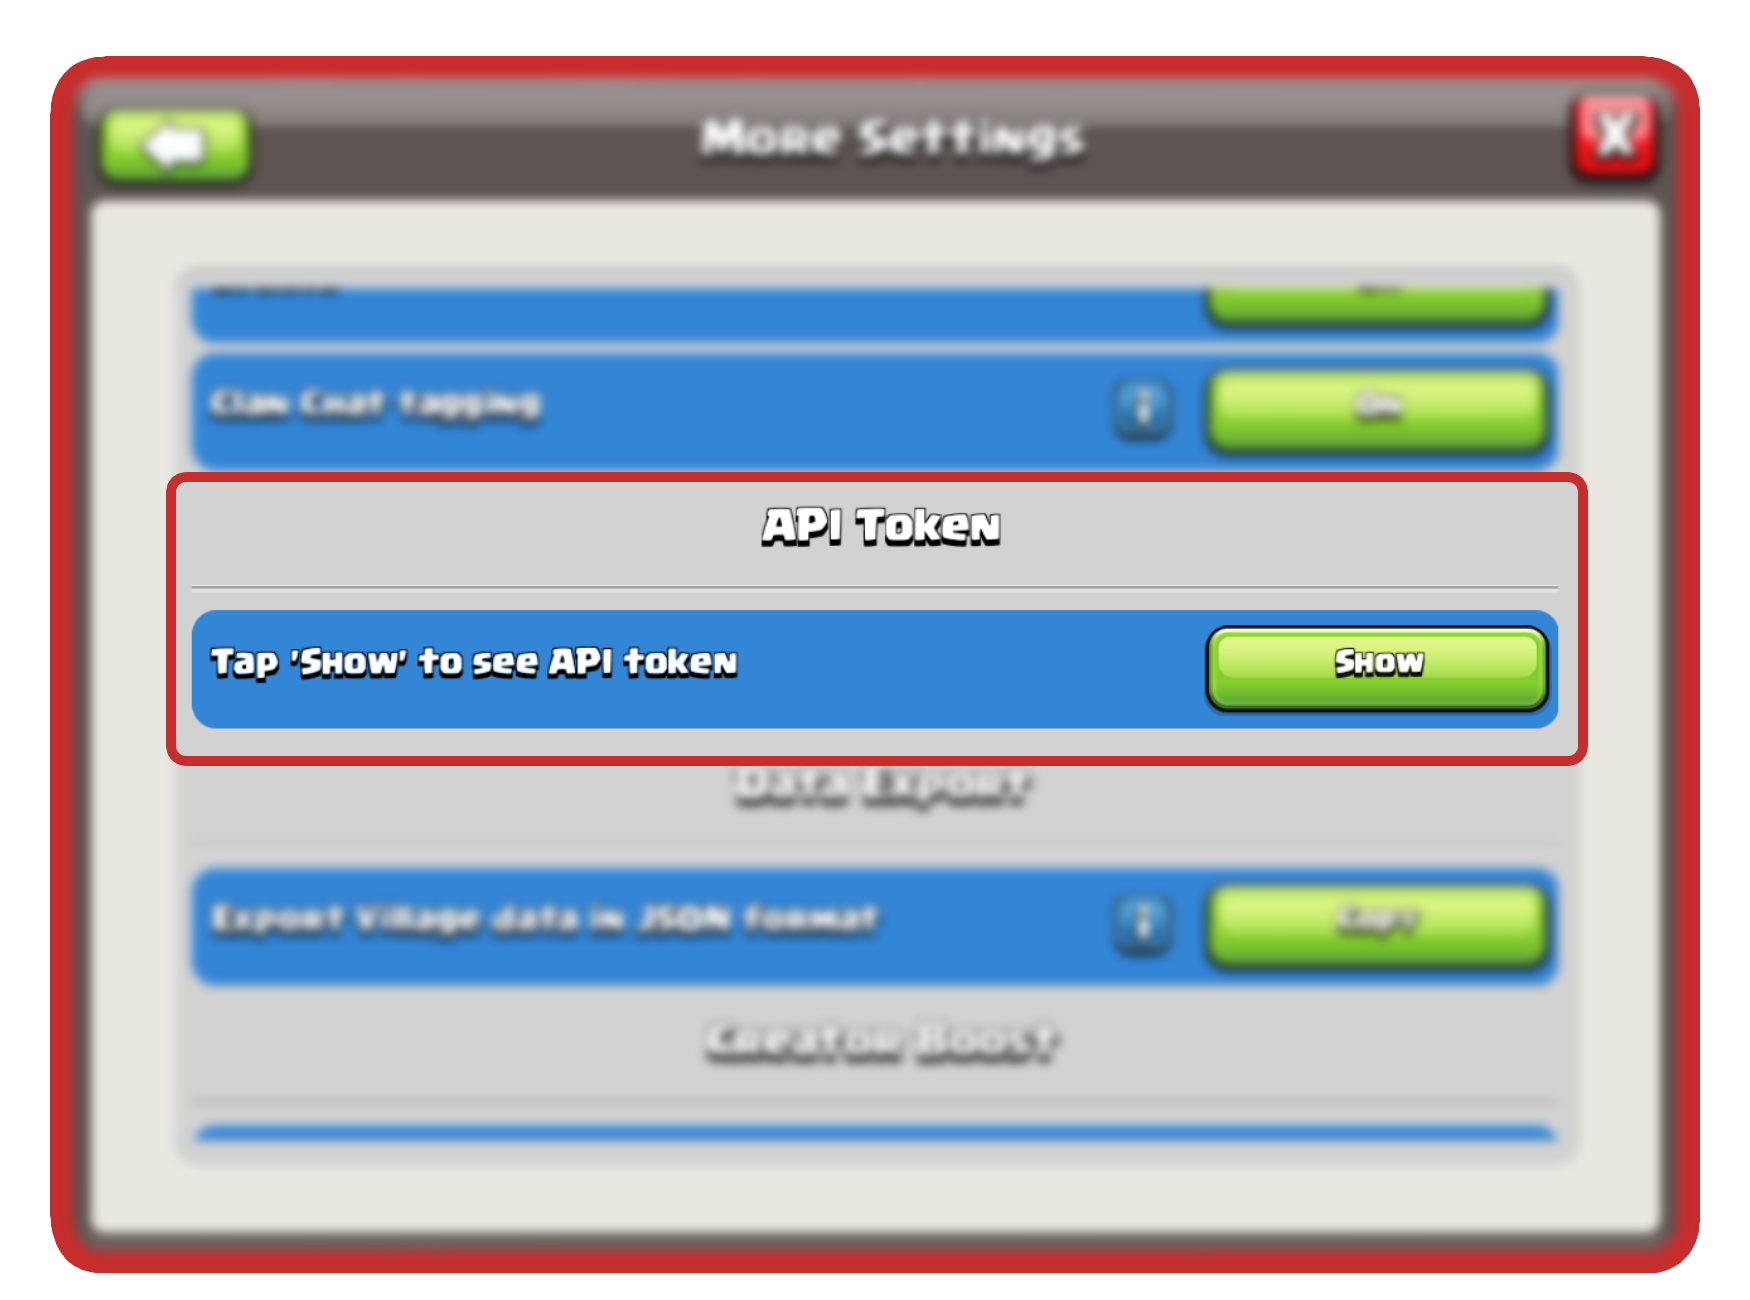 More Settings
X
Clan Chat tagging
i
On
API Token
Tap 'Show' to see API token
Show
Data Export
Export Village data in JSON format
i
Copy
Creator Boost